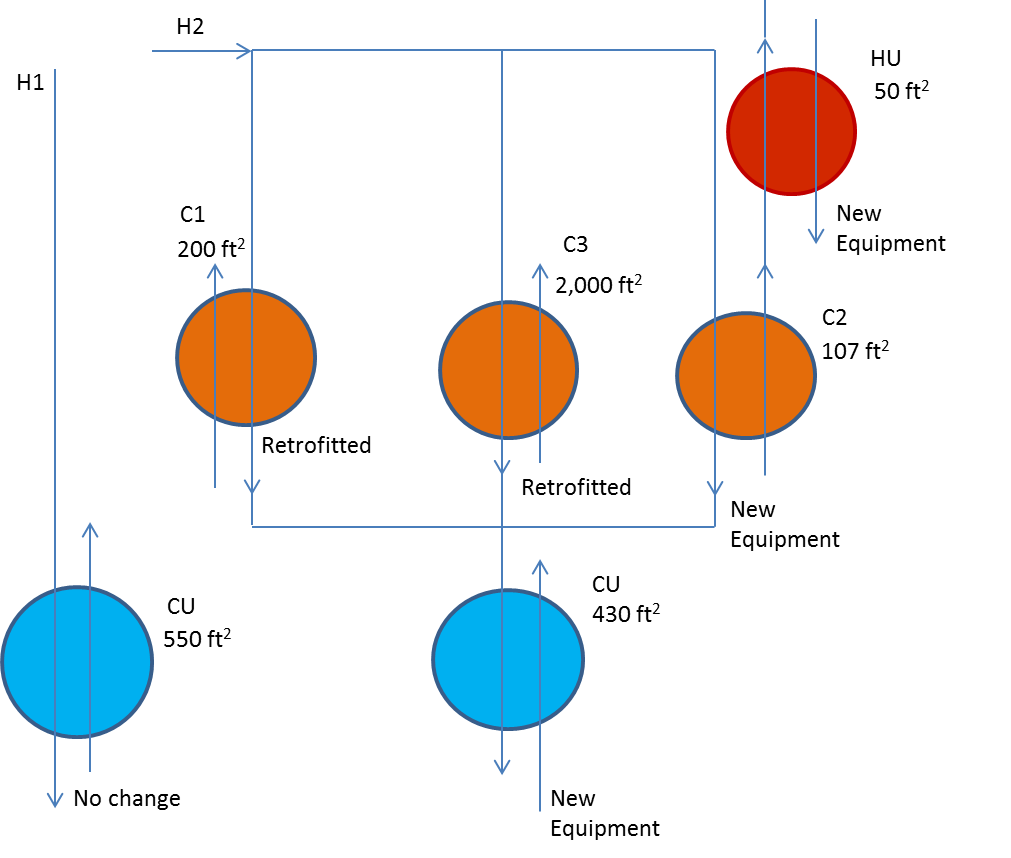 H2
H1
HU
50 ft²
New
Equipment
C1
200 ft²
C3
2,000 ft²
C2
107 ft²
Retrofitted
Retrofitted
New
Equipment
CU
550 ft²
CU
430 ft²
No change
New
Equipment